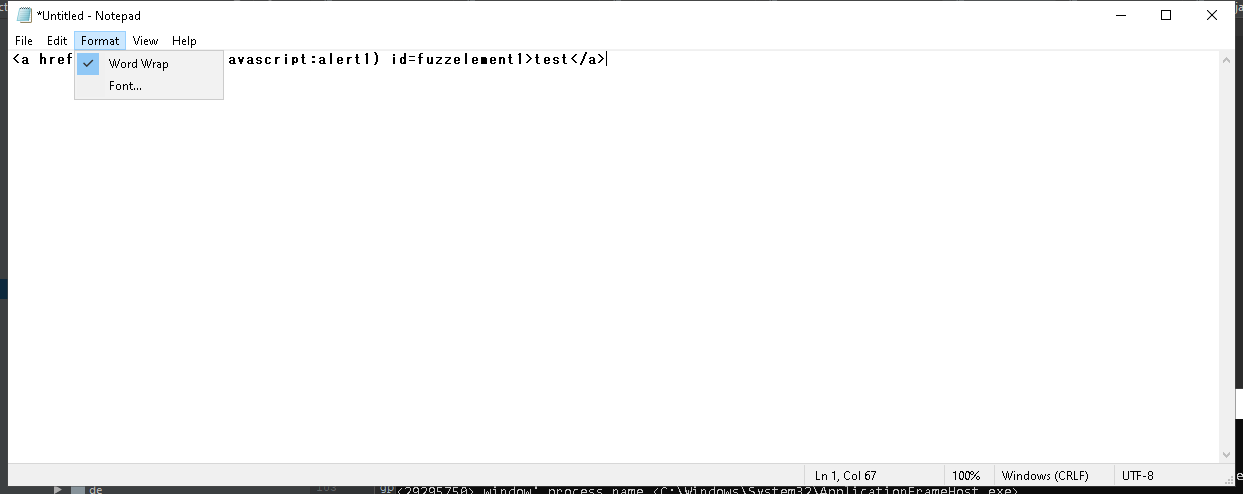 *Untitled - Notepad
File Edit Format View Help
<a href
avascript:alert1) id=fuzzelement1>test</a>
Word Wrap
Font...
Ln 1, Col 67 100% Windows (CRLF) UTF-8
de
<29295750> window' process name <C:\Windows\System32\ApplicationFrameHost.exe>